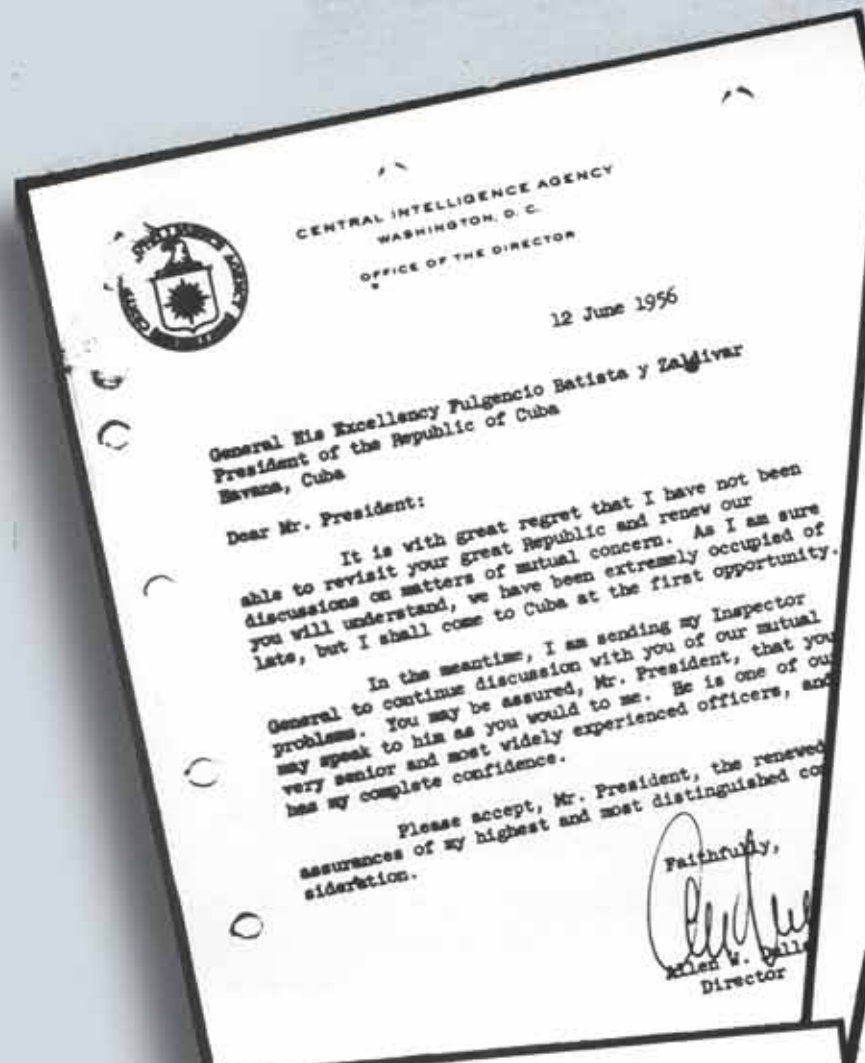 CENTRAL INTELLIGENCE AGENCY
WASHINGTON, D. C.
OFFICE OF THE DIRECTOR
12 June 1956
General His Excellency Fulgencio Batista y Zaldivar
President of the Republic of Cuba
Havana, Cuba
Dear Mr. President:
It is with great regret that I have not been
able to revisit your great Republic and renew our
discussions on matters of mutual concern. As I am sure
you will understand, we have been extremely occupied of
late, but I shall come to Cuba at the first opportunity.
In the meantime, I am sending my Inspector
General to continue discussion with you of our mutual
problems. You may be assured, Mr. President, that you
may speak to him as you would to me. He is one of ou
very senior and most widely experienced officers, and
has my complete confidence.
Please accept, Mr. President, the renewed
assurances of my highest and most distinguished co
sideration.
Faithfully,
Allen W. Dulle
Director